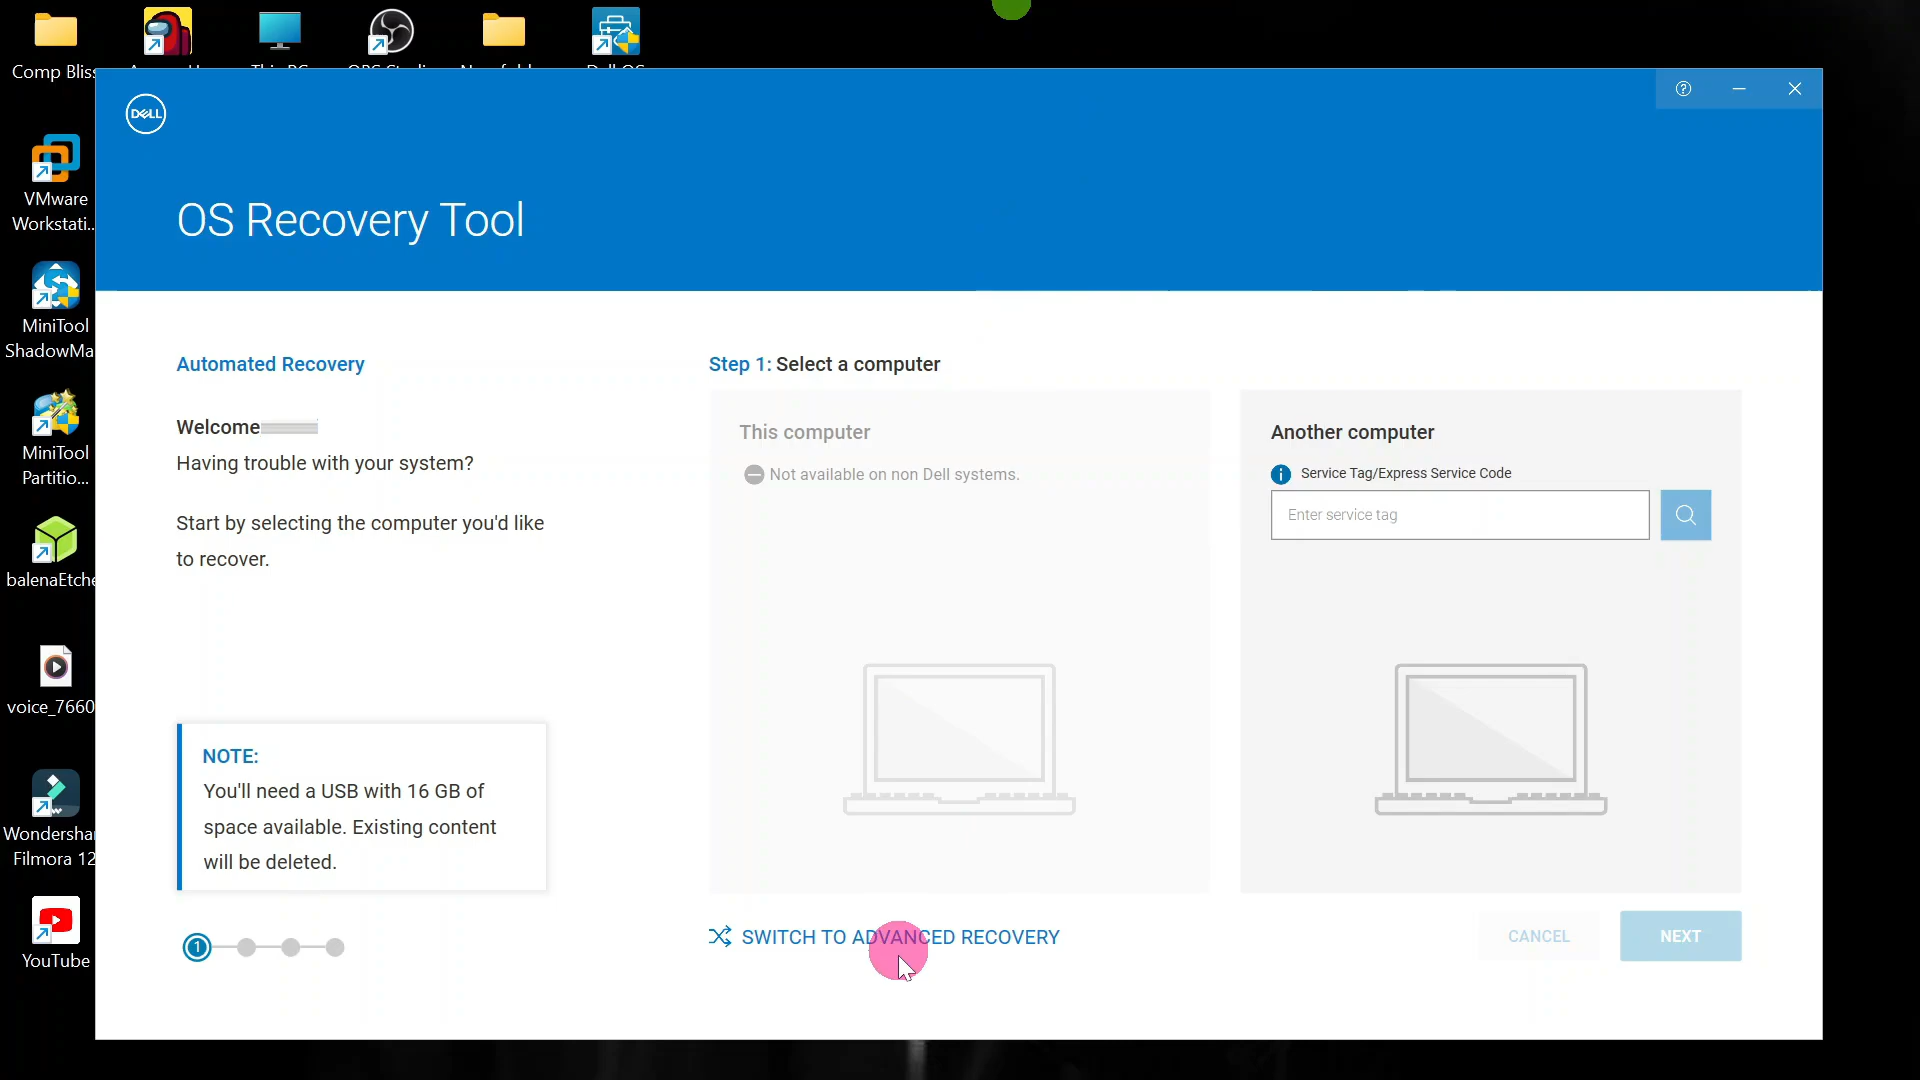 Comp Bliss
DELL
OS Recovery Tool
VMware
Workstati...
MiniTool
ShadowMa
MiniTool
Partitio...
balenaEtche
voice_7660
Wondersha
Filmora 12
YouTube
Automated Recovery
Welcome
Having trouble with your system?
Start by selecting the computer you'd like
to recover.
NOTE:
You'll need a USB with 16 GB of
space available. Existing content
will be deleted.
1
Step 1: Select a computer
This computer
Not available on non Dell systems.
Another computer
Service Tag/Express Service Code
Enter service tag
SWITCH TO ADVANCED RECOVERY
CANCEL
NEXT